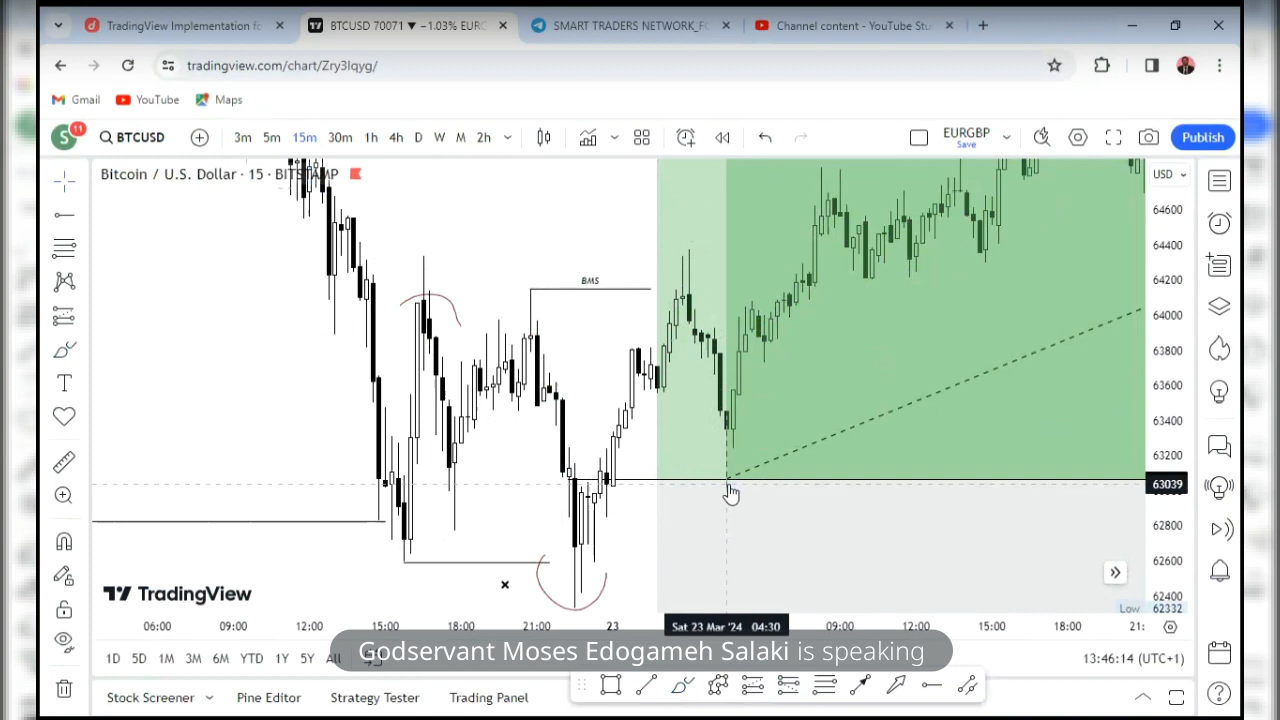 TradingView Implementation fo
BTCUSD 70071 ▼ −1.03% EURG
SMART TRADERS NETWORK_FO
Channel content - YouTube Stu
tradingview.com/chart/Zry3Iqyg/
Gmail YouTube Maps
S 11 BTCUSD 3m 5m 15m 30m 1h 4h D W M 2h EURGBP Save Publish
Bitcoin / U.S. Dollar · 15 · BITSTAMP
USD
64600
64400
64200
64000
63800
63600
63400
63200
63039
62800
62600
62400
Low 62332
BMS
TradingView
06:00 09:00 12:00 15:00 18:00 21:00 23 Sat 23 Mar '24 04:30 09:00 12:00 15:00 18:00 21:
1D 5D 1M 3M 6M YTD 1Y 5Y All 13:46:14 (UTC+1)
Godservant Moses Edogameh Salaki is speaking
Stock Screener Pine Editor Strategy Tester Trading Panel